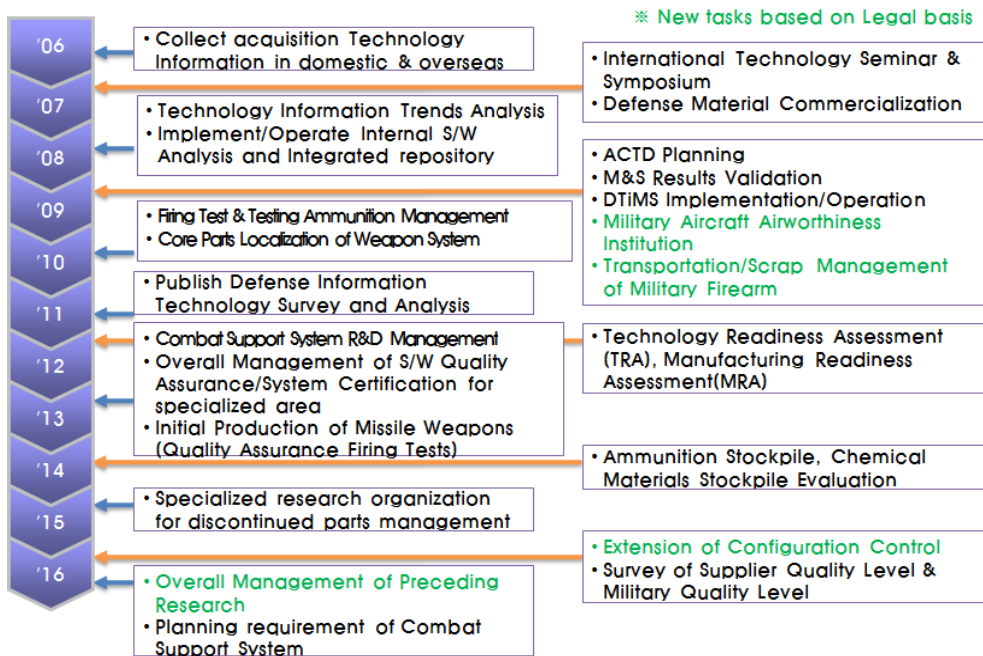 ※ New tasks based on Legal basis
'06
'07
'08
'09
'10
'11
'12
'13
'14
'15
'16
• Collect acquisition Technology
Information in domestic & overseas
• International Technology Seminar &
Symposium
• Defense Material Commercialization
• Technology Information Trends Analysis
• Implement/Operate Internal S/W
Analysis and Integrated repository
• ACTD Planning
• M&S Results Validation
• DTiMS Implementation/Operation
• Military Aircraft Airworthiness
Institution
• Transportation/Scrap Management
of Military Firearm
• Firing Test & Testing Ammunition Management
• Core Parts Localization of Weapon System
• Publish Defense Information
Technology Survey and Analysis
• Combat Support System R&D Management
• Overall Management of S/W Quality
Assurance/System Certification for
specialized area
• Initial Production of Missile Weapons
(Quality Assurance Firing Tests)
• Technology Readiness Assessment
(TRA), Manufacturing Readiness
Assessment(MRA)
• Ammunition Stockpile, Chemical
Materials Stockpile Evaluation
• Specialized research organization
for discontinued parts management
• Extension of Configuration Control
• Survey of Supplier Quality Level &
Military Quality Level
• Overall Management of Preceding
Research
• Planning requirement of Combat
Support System